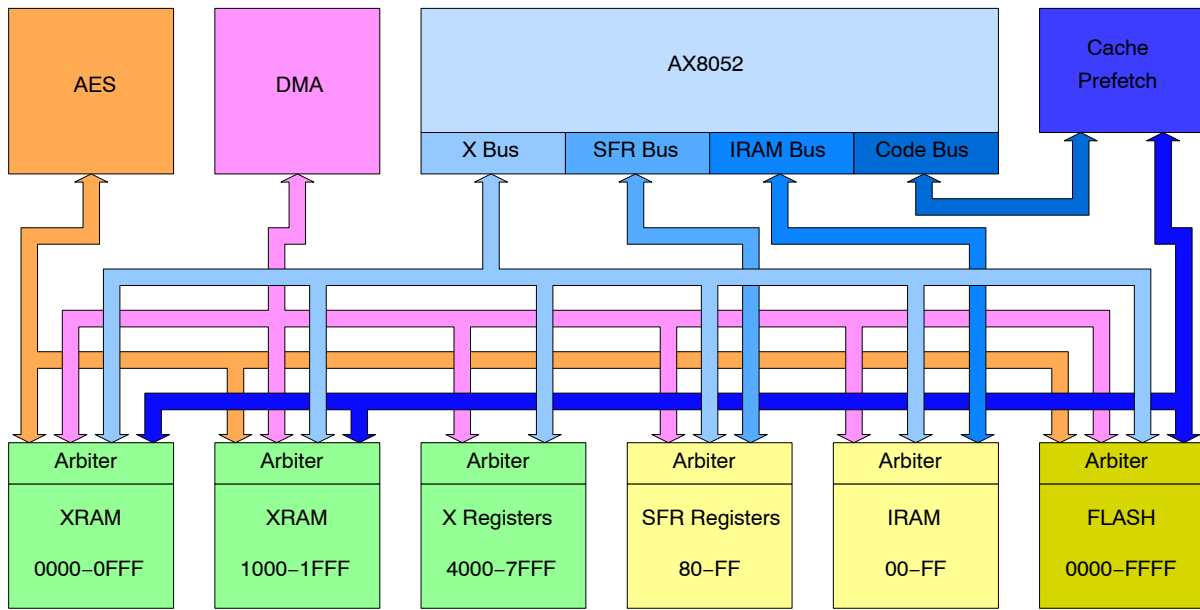 AES
DMA
AX8052
Cache
Prefetch
X Bus
SFR Bus
IRAM Bus
Code Bus
Arbiter
Arbiter
Arbiter
Arbiter
Arbiter
Arbiter
XRAM
XRAM
X Registers
SFR Registers
IRAM
FLASH
0000−0FFF
1000−1FFF
4000−7FFF
80−FF
00−FF
0000−FFFF